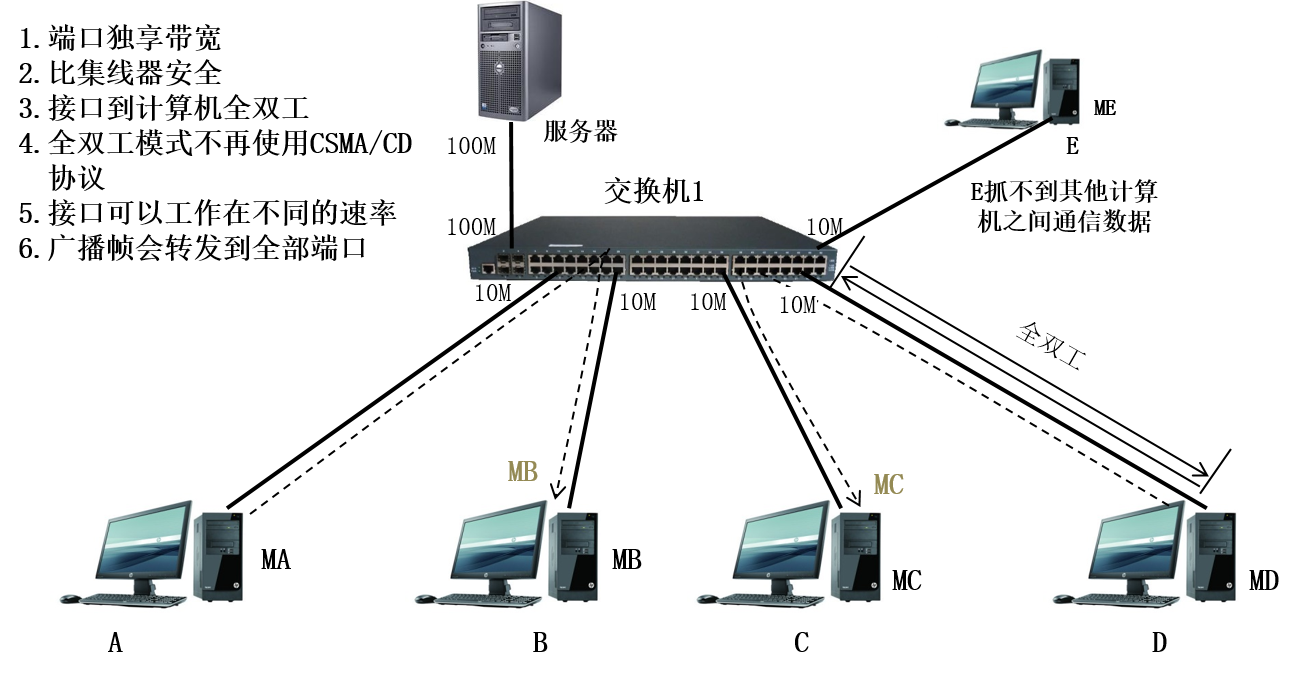 1.端口独享带宽
2.比集线器安全
3.接口到计算机全双工
4.全双工模式不再使用CSMA/CD
协议
5.接口可以工作在不同的速率
6.广播帧会转发到全部端口
服务器
100M
交换机1
100M
10M
ME
E
E抓不到其他计算
机之间通信数据
10M
10M
10M
10M
全双工
MB
MC
MA
MB
MC
MD
A
B
C
D